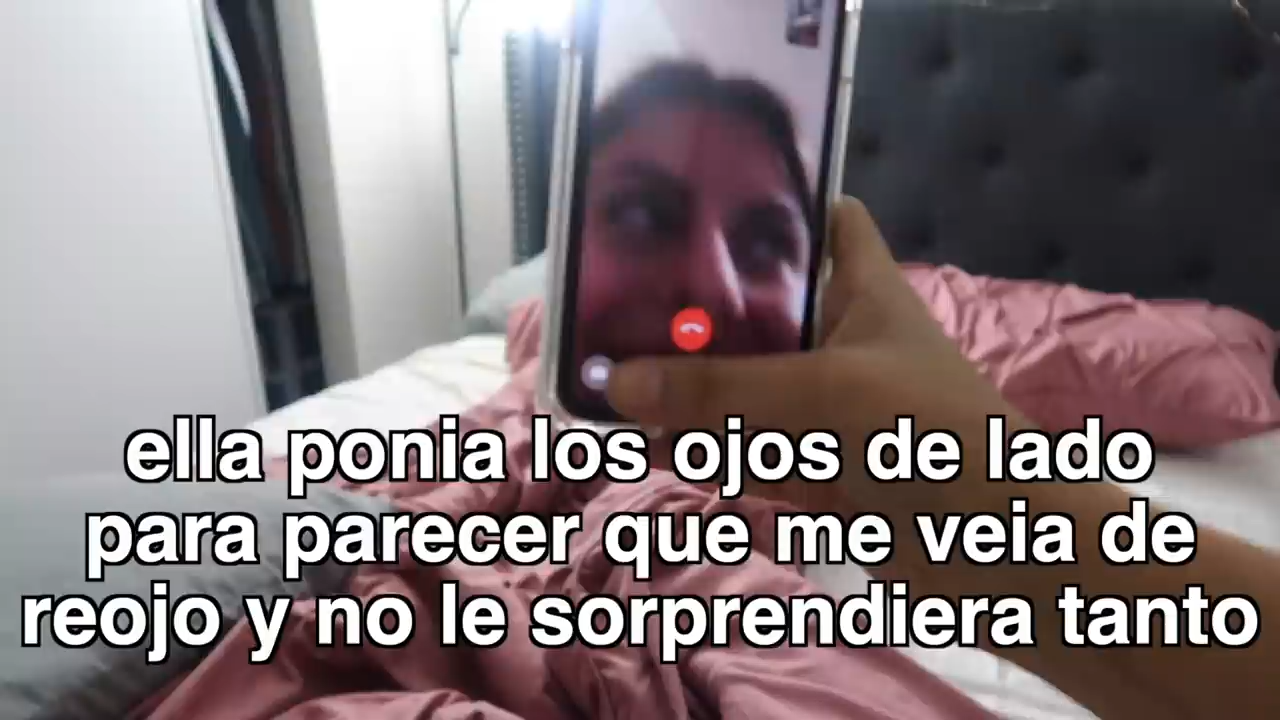 ella ponia los ojos de lado
para parecer que me veia de
reojo y no le sorprendiera tanto